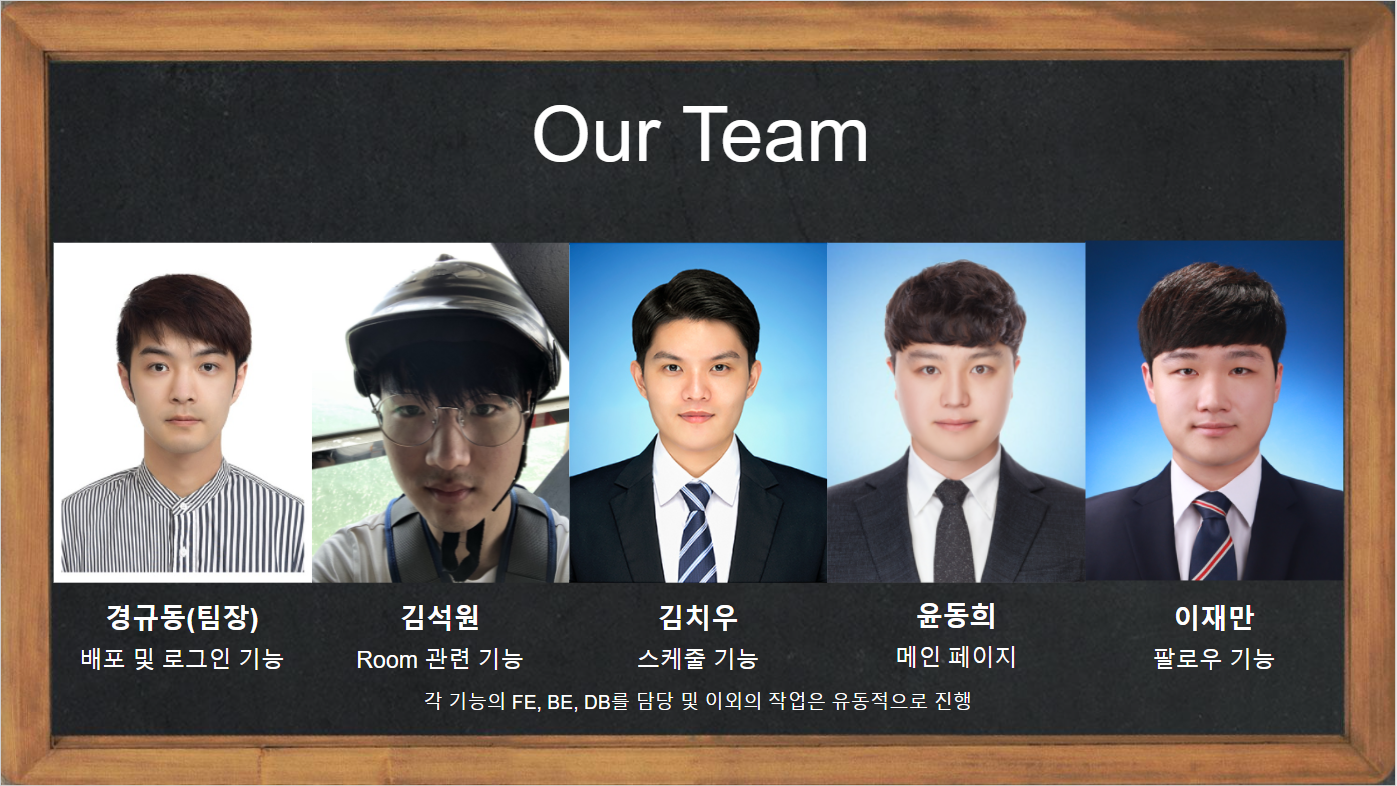 Our Team
경규동(팀장)
배포 및 로그인 기능
김석원
Room 관련 기능
김치우
스케줄 기능
윤동희
메인 페이지
이재만
팔로우 기능
각 기능의 FE, BE, DB를 담당 및 이외의 작업은 유동적으로 진행